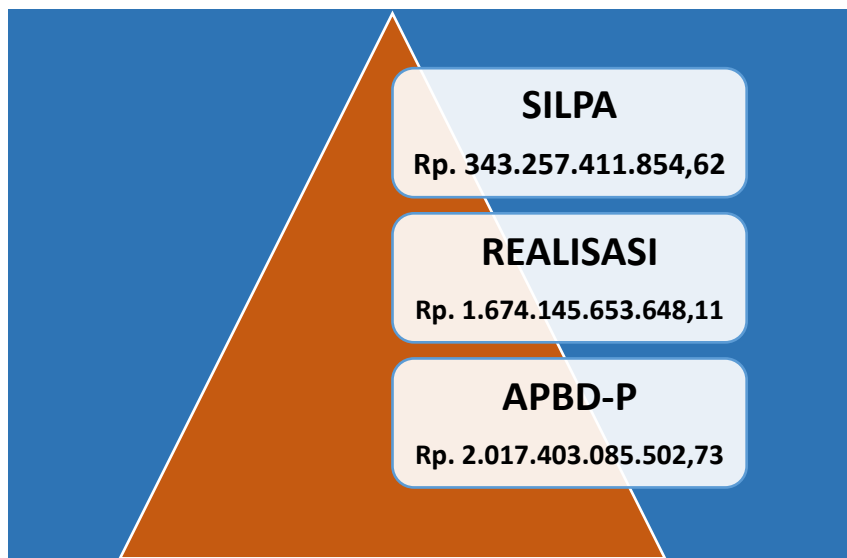 SILPA
Rp. 343.257.411.854,62
REALISASI
Rp. 1.674.145.653.648,11
APBD-P
Rp. 2.017.403.085.502,73